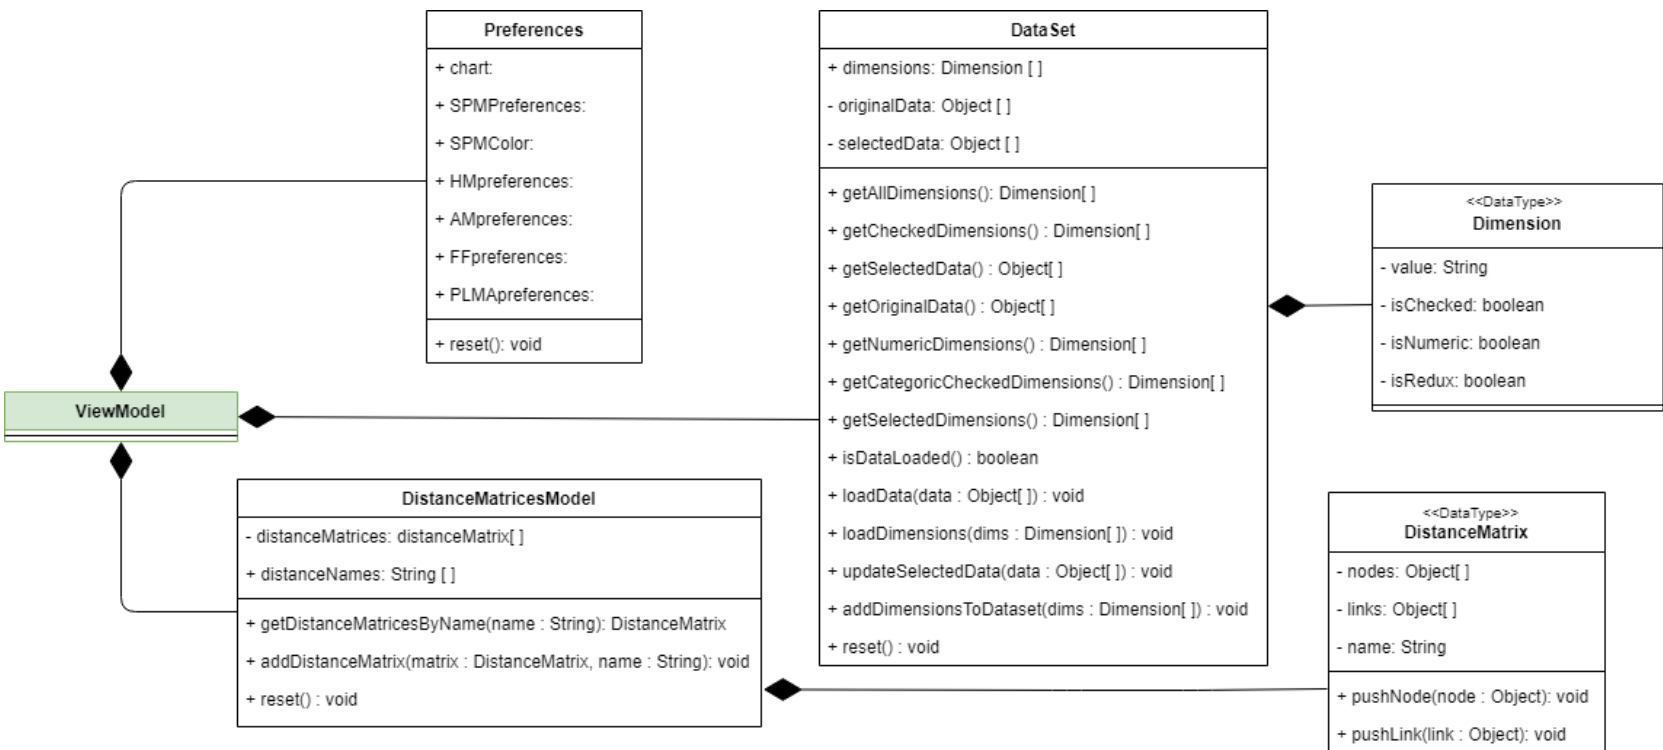 Preferences
+ chart:
+ SPMPreferences:
+ SPMColor:
+ HMpreferences:
+ AMpreferences:
+ FFpreferences:
+ PLMApreferences:
+ reset(): void
DataSet
+ dimensions: Dimension [ ]
- originalData: Object [ ]
- selectedData: Object [ ]
+ getAllDimensions(): Dimension[ ]
+ getCheckedDimensions() : Dimension[ ]
+ getSelectedData() : Object[ ]
+ getOriginalData() : Object[ ]
+ getNumericDimensions() : Dimension[ ]
+ getCategoricCheckedDimensions() : Dimension[ ]
+ getSelectedDimensions() : Dimension[ ]
+ isDataLoaded() : boolean
+ loadData(data : Object[ ]) : void
+ loadDimensions(dims : Dimension[ ]) : void
+ updateSelectedData(data : Object[ ]) : void
+ addDimensionsToDataset(dims : Dimension[ ]) : void
+ reset() : void
<<DataType>>
Dimension
- value: String
- isChecked: boolean
- isNumeric: boolean
- isRedux: boolean
ViewModel
DistanceMatricesModel
- distanceMatrices: distanceMatrix[ ]
+ distanceNames: String [ ]
+ getDistanceMatricesByName(name : String): DistanceMatrix
+ addDistanceMatrix(matrix : DistanceMatrix, name : String): void
+ reset() : void
<<DataType>>
DistanceMatrix
- nodes: Object[ ]
- links: Object[ ]
- name: String
+ pushNode(node : Object): void
+ pushLink(link : Object): void